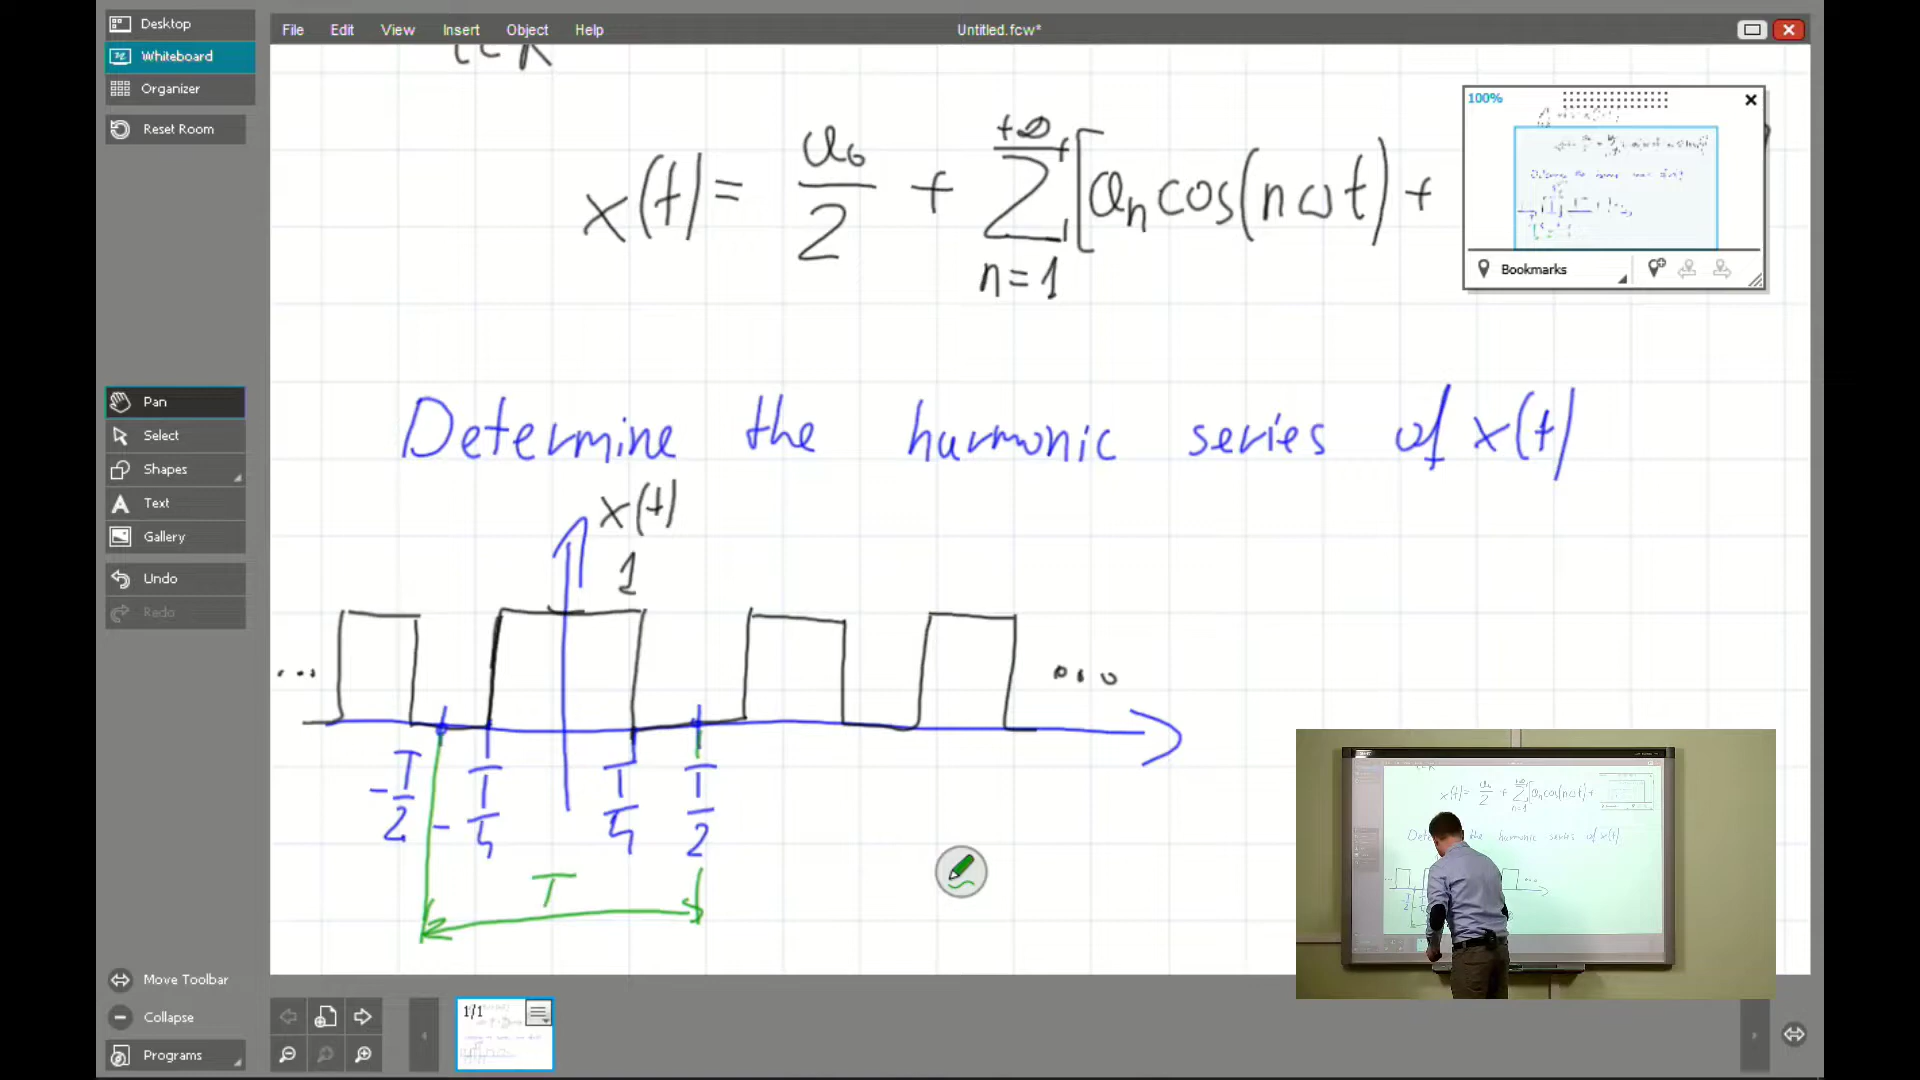 Desktop
File Edit View Insert Object Help
Untitled.fcw*
Whiteboard
Organizer
Reset Room
100%
Bookmarks
x(t) = a₀/2 + +∞ Σ n=1 [aₙ cos(nωt) +
Determine the harmonic series of x(t)
Pan
Select
Shapes
Text
Gallery
Undo
Redo
x(t)
1
... ...
-T/2 -T/4 T/4 T/2
T
Move Toolbar
Collapse
Programs
1/1